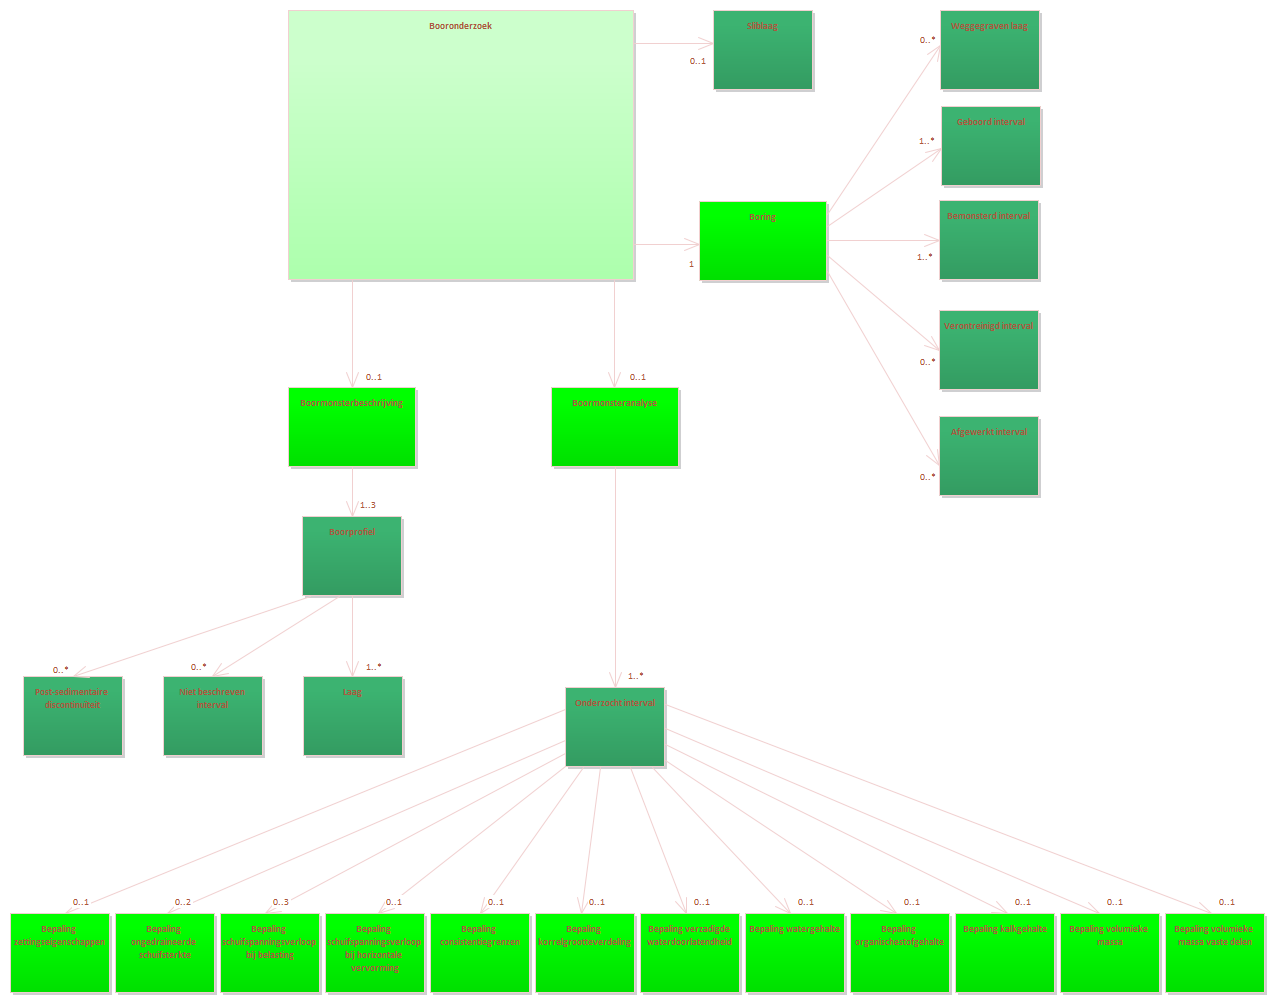 Booronderzoek
Sliblaag
0..1
Weggegraven laag
0..*
Geboord interval
1..*
Boring
1
Bemonsterd interval
1..*
Verontreinigd interval
0..*
Afgewerkt interval
0..*
0..1
Boormonsterbeschrijving
0..1
Boormonsteranalyse
1..3
Boorprofiel
0..*
0..*
1..*
Post-sedimentaire
discontinuïteit
Niet beschreven
interval
Laag
1..*
Onderzocht interval
0..1
0..2
0..3
0..1
0..1
0..1
0..1
0..1
0..1
0..1
0..1
0..1
Bepaling
zettingseigenschappen
Bepaling
ongedraineerde
schuifsterkte
Bepaling
schuifspanningsverloop
bij belasting
Bepaling
schuifspanningsverloop
bij horizontale
vervorming
Bepaling
consistentiegrenzen
Bepaling
korrelgrootteverdeling
Bepaling verzadigde
waterdoorlatendheid
Bepaling watergehalte
Bepaling
organischestofgehalte
Bepaling kalkgehalte
Bepaling volumieke
massa
Bepaling volumieke
massa vaste delen